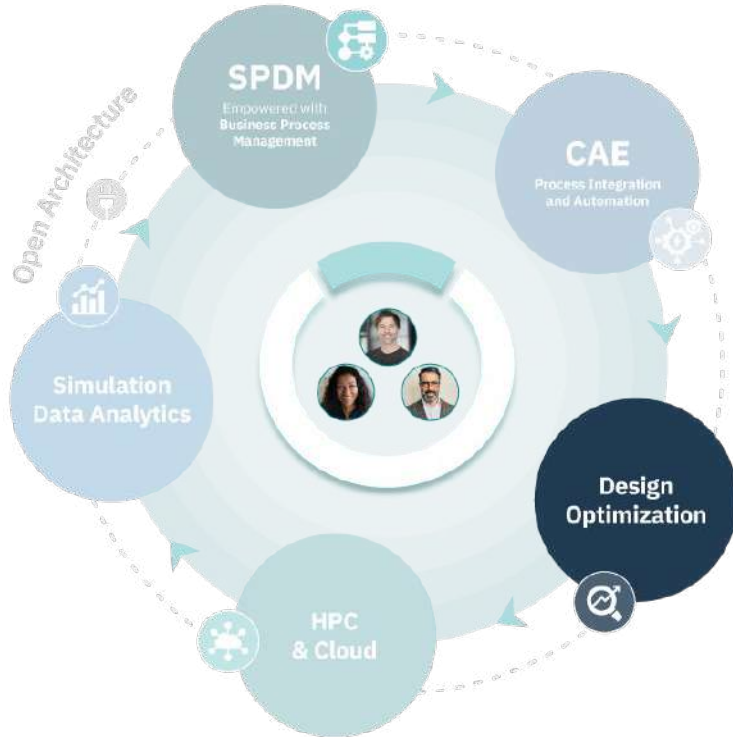 SPDM
Empowered with
Business Process
Management
Open Architecture
CAE
Process Integration
and Automation
Simulation
Data Analytics
Design
Optimization
HPC
& Cloud